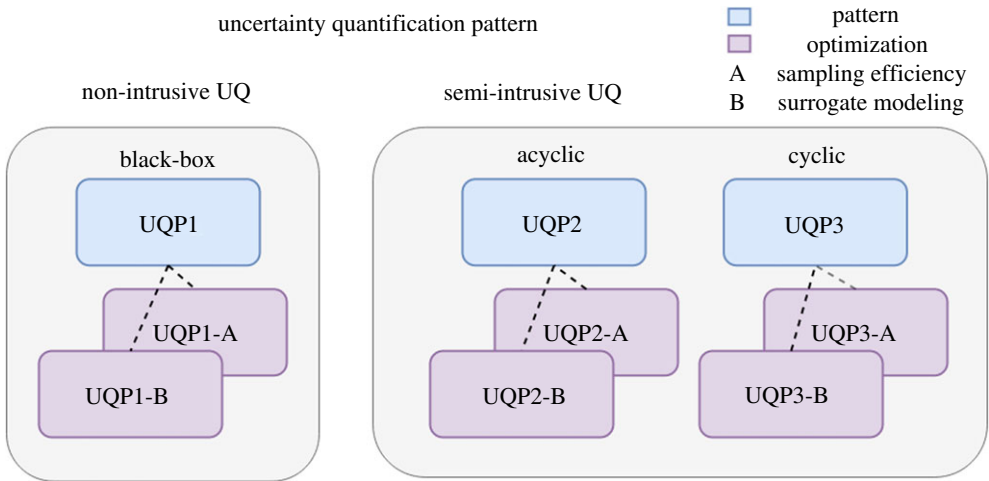 uncertainty quantification pattern
pattern
optimization
A sampling efficiency
B surrogate modeling
non-intrusive UQ
semi-intrusive UQ
black-box
UQP1
UQP1-A
UQP1-B
acyclic
UQP2
UQP2-A
UQP2-B
cyclic
UQP3
UQP3-A
UQP3-B